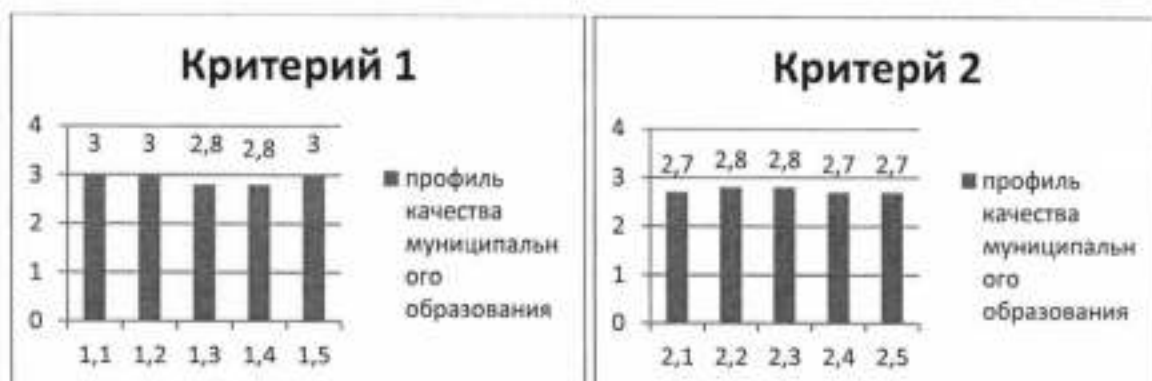 Критерий 1
4
3
2
1
0
3 3 2,8 2,8 3
1,1 1,2 1,3 1,4 1,5
профиль
качества
муниципальн
ого
образования
Критерй 2
4
3
2
1
0
2,7 2,8 2,8 2,7 2,7
2,1 2,2 2,3 2,4 2,5
профиль
качества
муниципальн
ого
образования